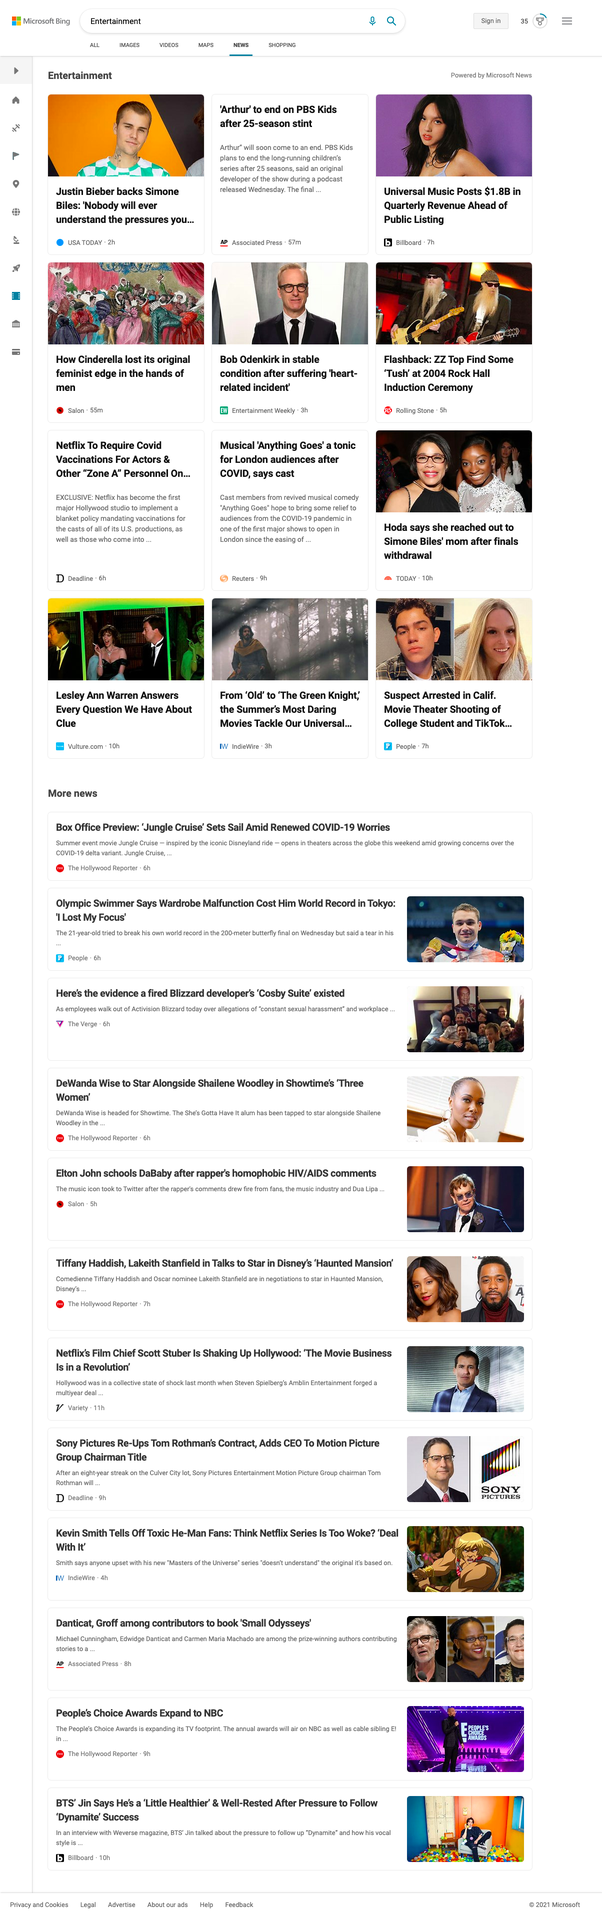 Microsoft Bing
Entertainment
Sign in
35
ALL
IMAGES
VIDEOS
MAPS
NEWS
SHOPPING
Entertainment
Powered by Microsoft News
Justin Bieber backs Simone
Biles: 'Nobody will ever
understand the pressures you...
USA TODAY · 2h
'Arthur' to end on PBS Kids
after 25-season stint
Arthur" will soon come to an end. PBS Kids
plans to end the long-running children's
series after 25 seasons, said an original
developer of the show during a podcast
released Wednesday. The final ...
AP Associated Press · 57m
Universal Music Posts $1.8B in
Quarterly Revenue Ahead of
Public Listing
Billboard · 7h
How Cinderella lost its original
feminist edge in the hands of
men
Salon · 55m
Bob Odenkirk in stable
condition after suffering 'heart-
related incident'
Entertainment Weekly · 3h
Flashback: ZZ Top Find Some
'Tush' at 2004 Rock Hall
Induction Ceremony
Rolling Stone · 5h
Netflix To Require Covid
Vaccinations For Actors &
Other "Zone A" Personnel On...
EXCLUSIVE: Netflix has become the first
major Hollywood studio to implement a
blanket policy mandating vaccinations for
the casts of all of its U.S. productions, as
well as those who come into ...
Deadline · 6h
Musical 'Anything Goes' a tonic
for London audiences after
COVID, says cast
Cast members from revived musical comedy
"Anything Goes" hope to bring some relief to
audiences from the COVID-19 pandemic in
one of the first major shows to open in
London since the easing of ...
Reuters · 9h
Hoda says she reached out to
Simone Biles' mom after finals
withdrawal
TODAY · 10h
Lesley Ann Warren Answers
Every Question We Have About
Clue
Vulture.com · 10h
From 'Old' to 'The Green Knight,'
the Summer's Most Daring
Movies Tackle Our Universal...
IndieWire · 3h
Suspect Arrested in Calif.
Movie Theater Shooting of
College Student and TikTok...
People · 7h
More news
Box Office Preview: 'Jungle Cruise' Sets Sail Amid Renewed COVID-19 Worries
Summer event movie Jungle Cruise — inspired by the iconic Disneyland ride — opens in theaters across the globe this weekend amid growing concerns over the
COVID-19 delta variant. Jungle Cruise, ...
The Hollywood Reporter · 6h
Olympic Swimmer Says Wardrobe Malfunction Cost Him World Record in Tokyo:
'I Lost My Focus'
The 21-year-old tried to break his own world record in the 200-meter butterfly final on Wednesday but said a tear in his
...
People · 6h
Here's the evidence a fired Blizzard developer's 'Cosby Suite' existed
As employees walk out of Activision Blizzard today over allegations of "constant sexual harassment" and workplace ...
The Verge · 6h
DeWanda Wise to Star Alongside Shailene Woodley in Showtime's 'Three
Women'
DeWanda Wise is headed for Showtime. The She's Gotta Have It alum has been tapped to star alongside Shailene
Woodley in the ...
The Hollywood Reporter · 6h
Elton John schools DaBaby after rapper's homophobic HIV/AIDS comments
The music icon took to Twitter after the rapper's comments drew fire from fans, the music industry and Dua Lipa ...
Salon · 5h
Tiffany Haddish, Lakeith Stanfield in Talks to Star in Disney's 'Haunted Mansion'
Comedienne Tiffany Haddish and Oscar nominee Lakeith Stanfield are in negotiations to star in Haunted Mansion,
Disney's ...
The Hollywood Reporter · 7h
Netflix's Film Chief Scott Stuber Is Shaking Up Hollywood: 'The Movie Business
Is in a Revolution'
Hollywood was in a collective state of shock last month when Steven Spielberg's Amblin Entertainment forged a
multiyear deal ...
Variety · 11h
Sony Pictures Re-Ups Tom Rothman's Contract, Adds CEO To Motion Picture
Group Chairman Title
After an eight-year streak on the Culver City lot, Sony Pictures Entertainment Motion Picture Group chairman Tom
Rothman will ...
Deadline · 9h
SONY
PICTURES
Kevin Smith Tells Off Toxic He-Man Fans: Think Netflix Series Is Too Woke? 'Deal
With It'
Smith says anyone upset with his new "Masters of the Universe" series "doesn't understand" the original it's based on.
IndieWire · 4h
Danticat, Groff among contributors to book 'Small Odysseys'
Michael Cunningham, Edwidge Danticat and Carmen Maria Machado are among the prize-winning authors contributing
stories to a ...
AP Associated Press · 8h
People's Choice Awards Expand to NBC
The People's Choice Awards is expanding its TV footprint. The annual awards will air on NBC as well as cable sibling E!
in ...
The Hollywood Reporter · 9h
PEOPLE'S
CHOICE
AWARDS
BTS' Jin Says He's a 'Little Healthier' & Well-Rested After Pressure to Follow
'Dynamite' Success
In an interview with Weverse magazine, BTS' Jin talked about the pressure to follow up "Dynamite" and how his vocal
style is ...
Billboard · 10h
Privacy and Cookies
Legal
Advertise
About our ads
Help
Feedback
© 2021 Microsoft